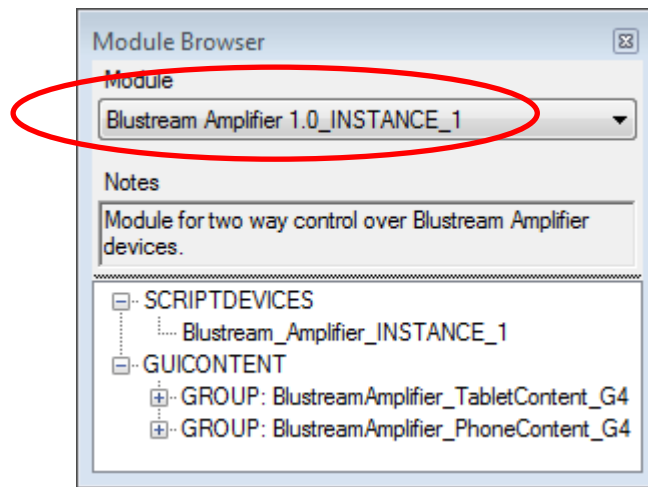 Module Browser
Module
Blustream Amplifier 1.0_INSTANCE_1
Notes
Module for two way control over Blustream Amplifier
devices.
SCRIPTDEVICES
Blustream_Amplifier_INSTANCE_1
GUICONTENT
GROUP: BlustreamAmplifier_TabletContent_G4
GROUP: BlustreamAmplifier_PhoneContent_G4